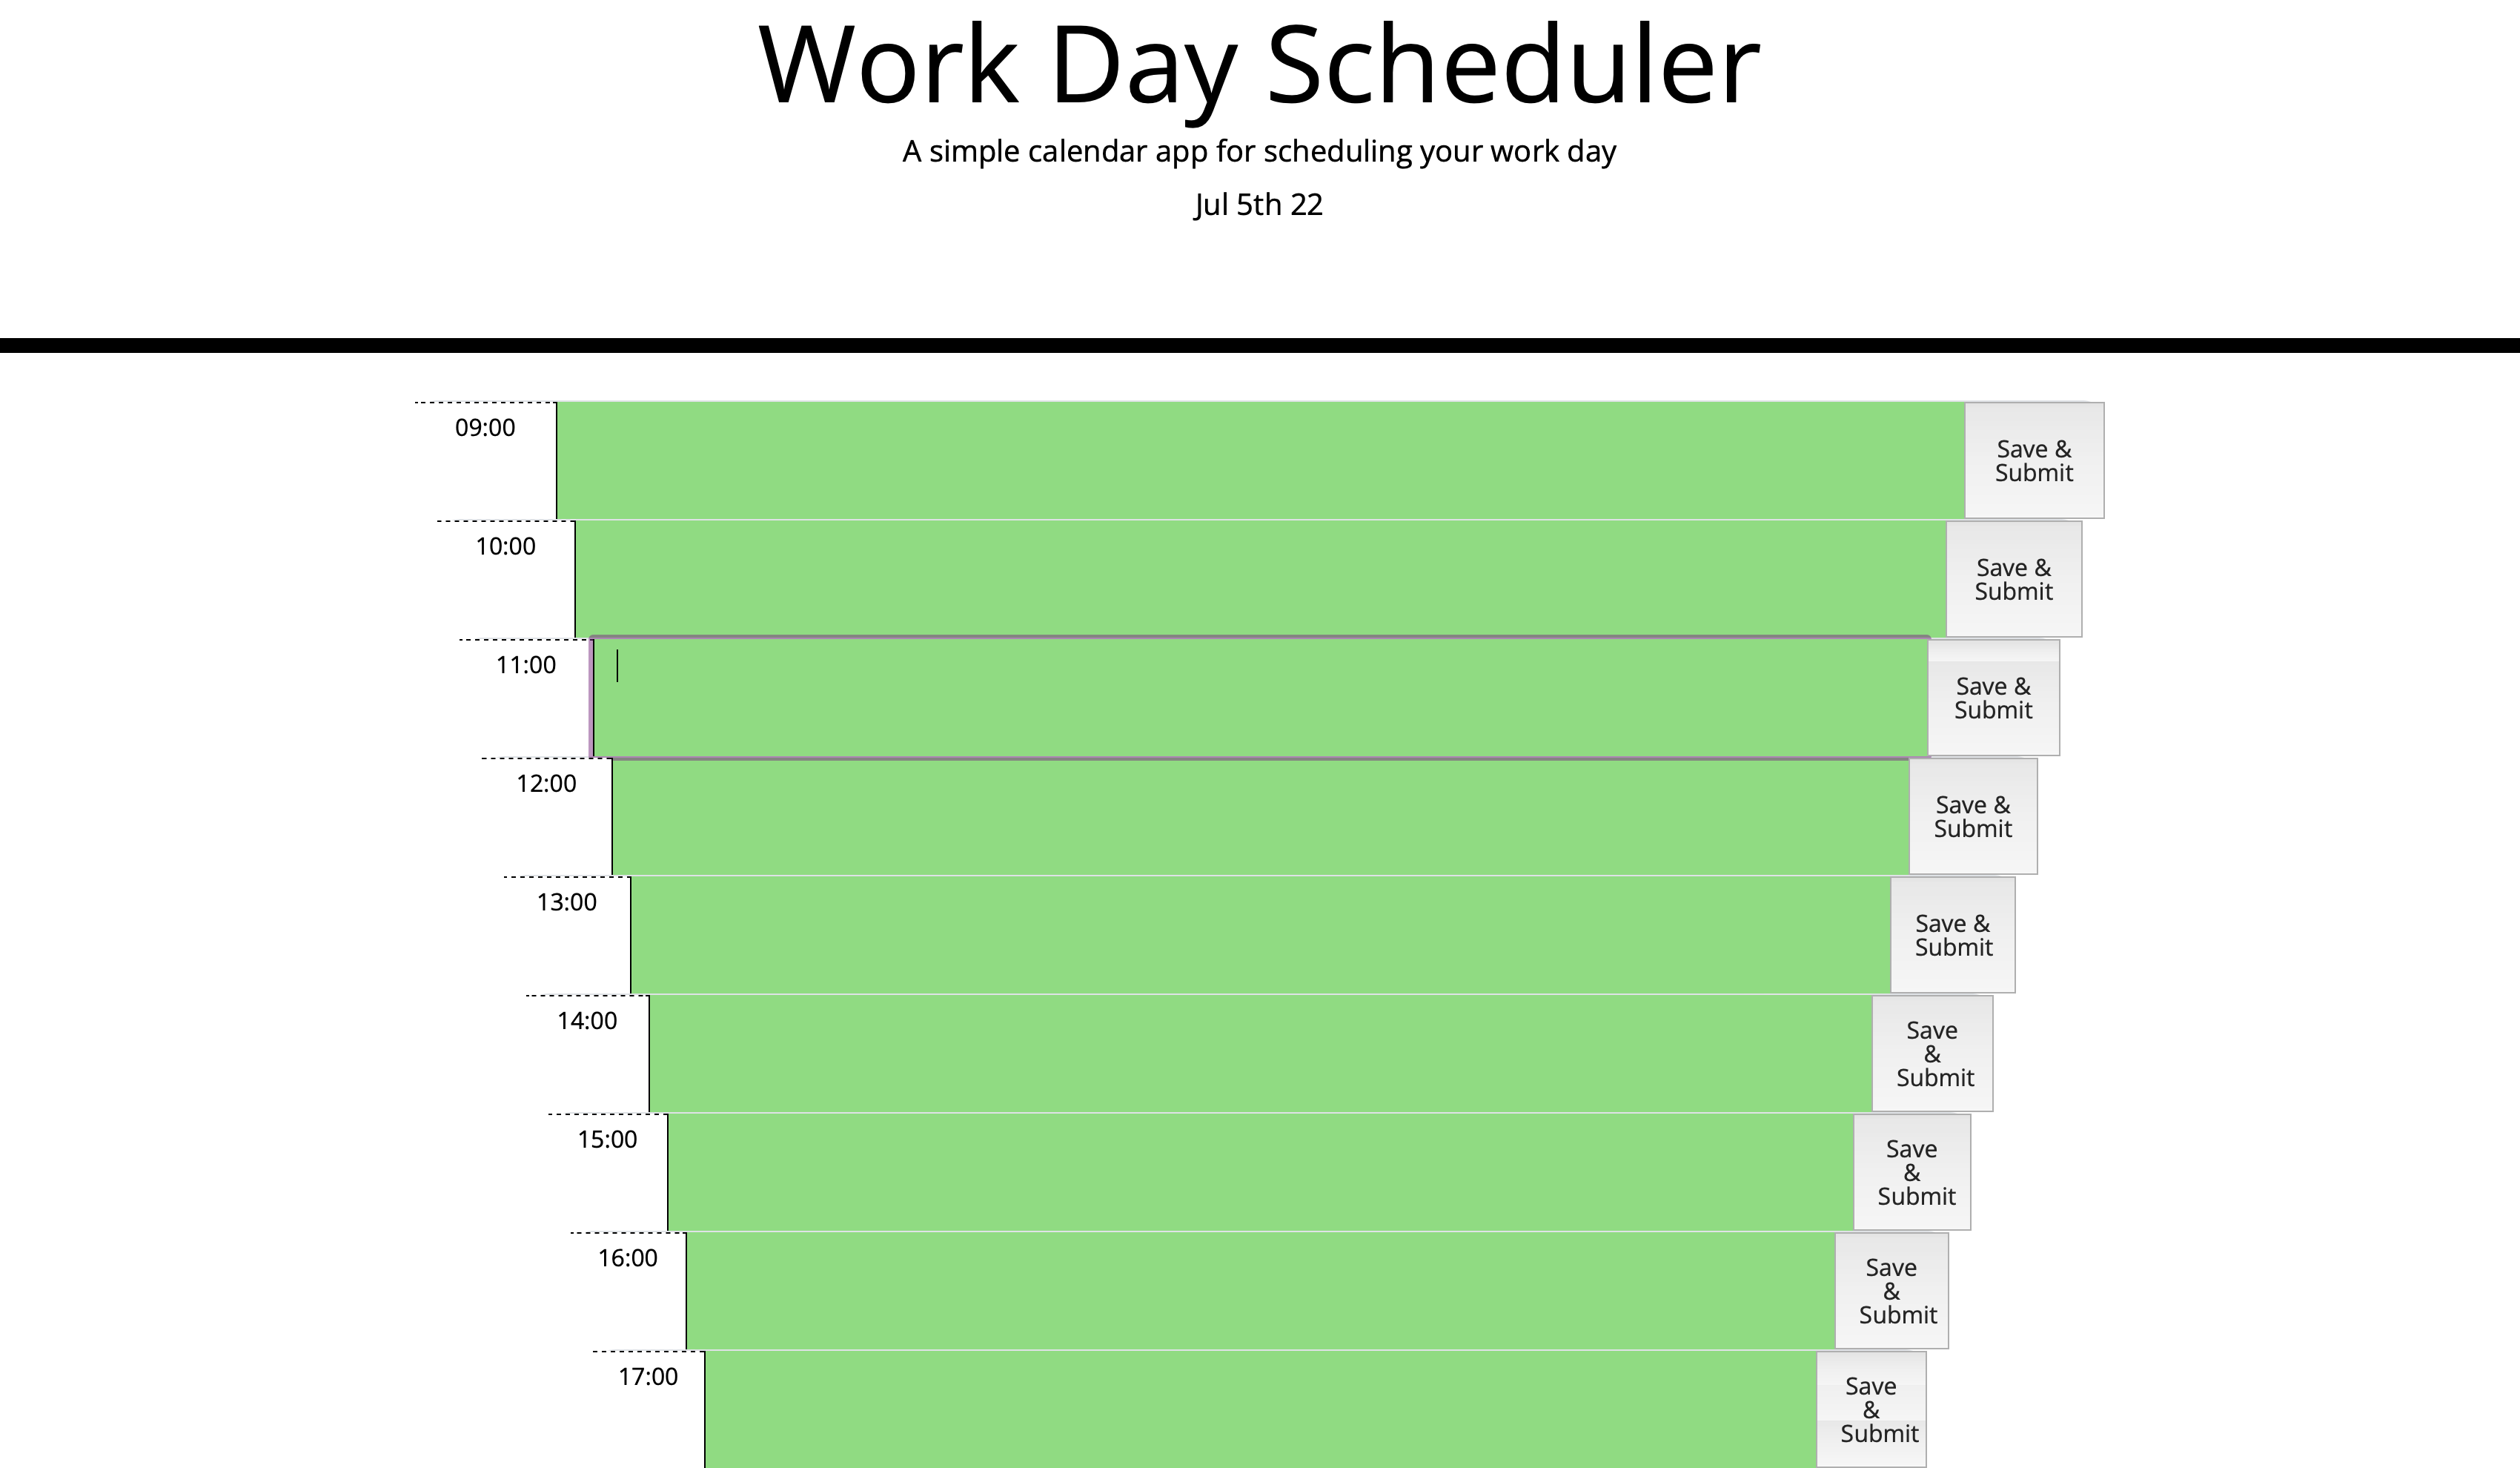 Work Day Scheduler
A simple calendar app for scheduling your work day
Jul 5th 22
09:00
Save &
Submit
10:00
Save &
Submit
11:00
Save &
Submit
12:00
Save &
Submit
13:00
Save &
Submit
14:00
Save
&
Submit
15:00
Save
&
Submit
16:00
Save
&
Submit
17:00
Save
&
Submit